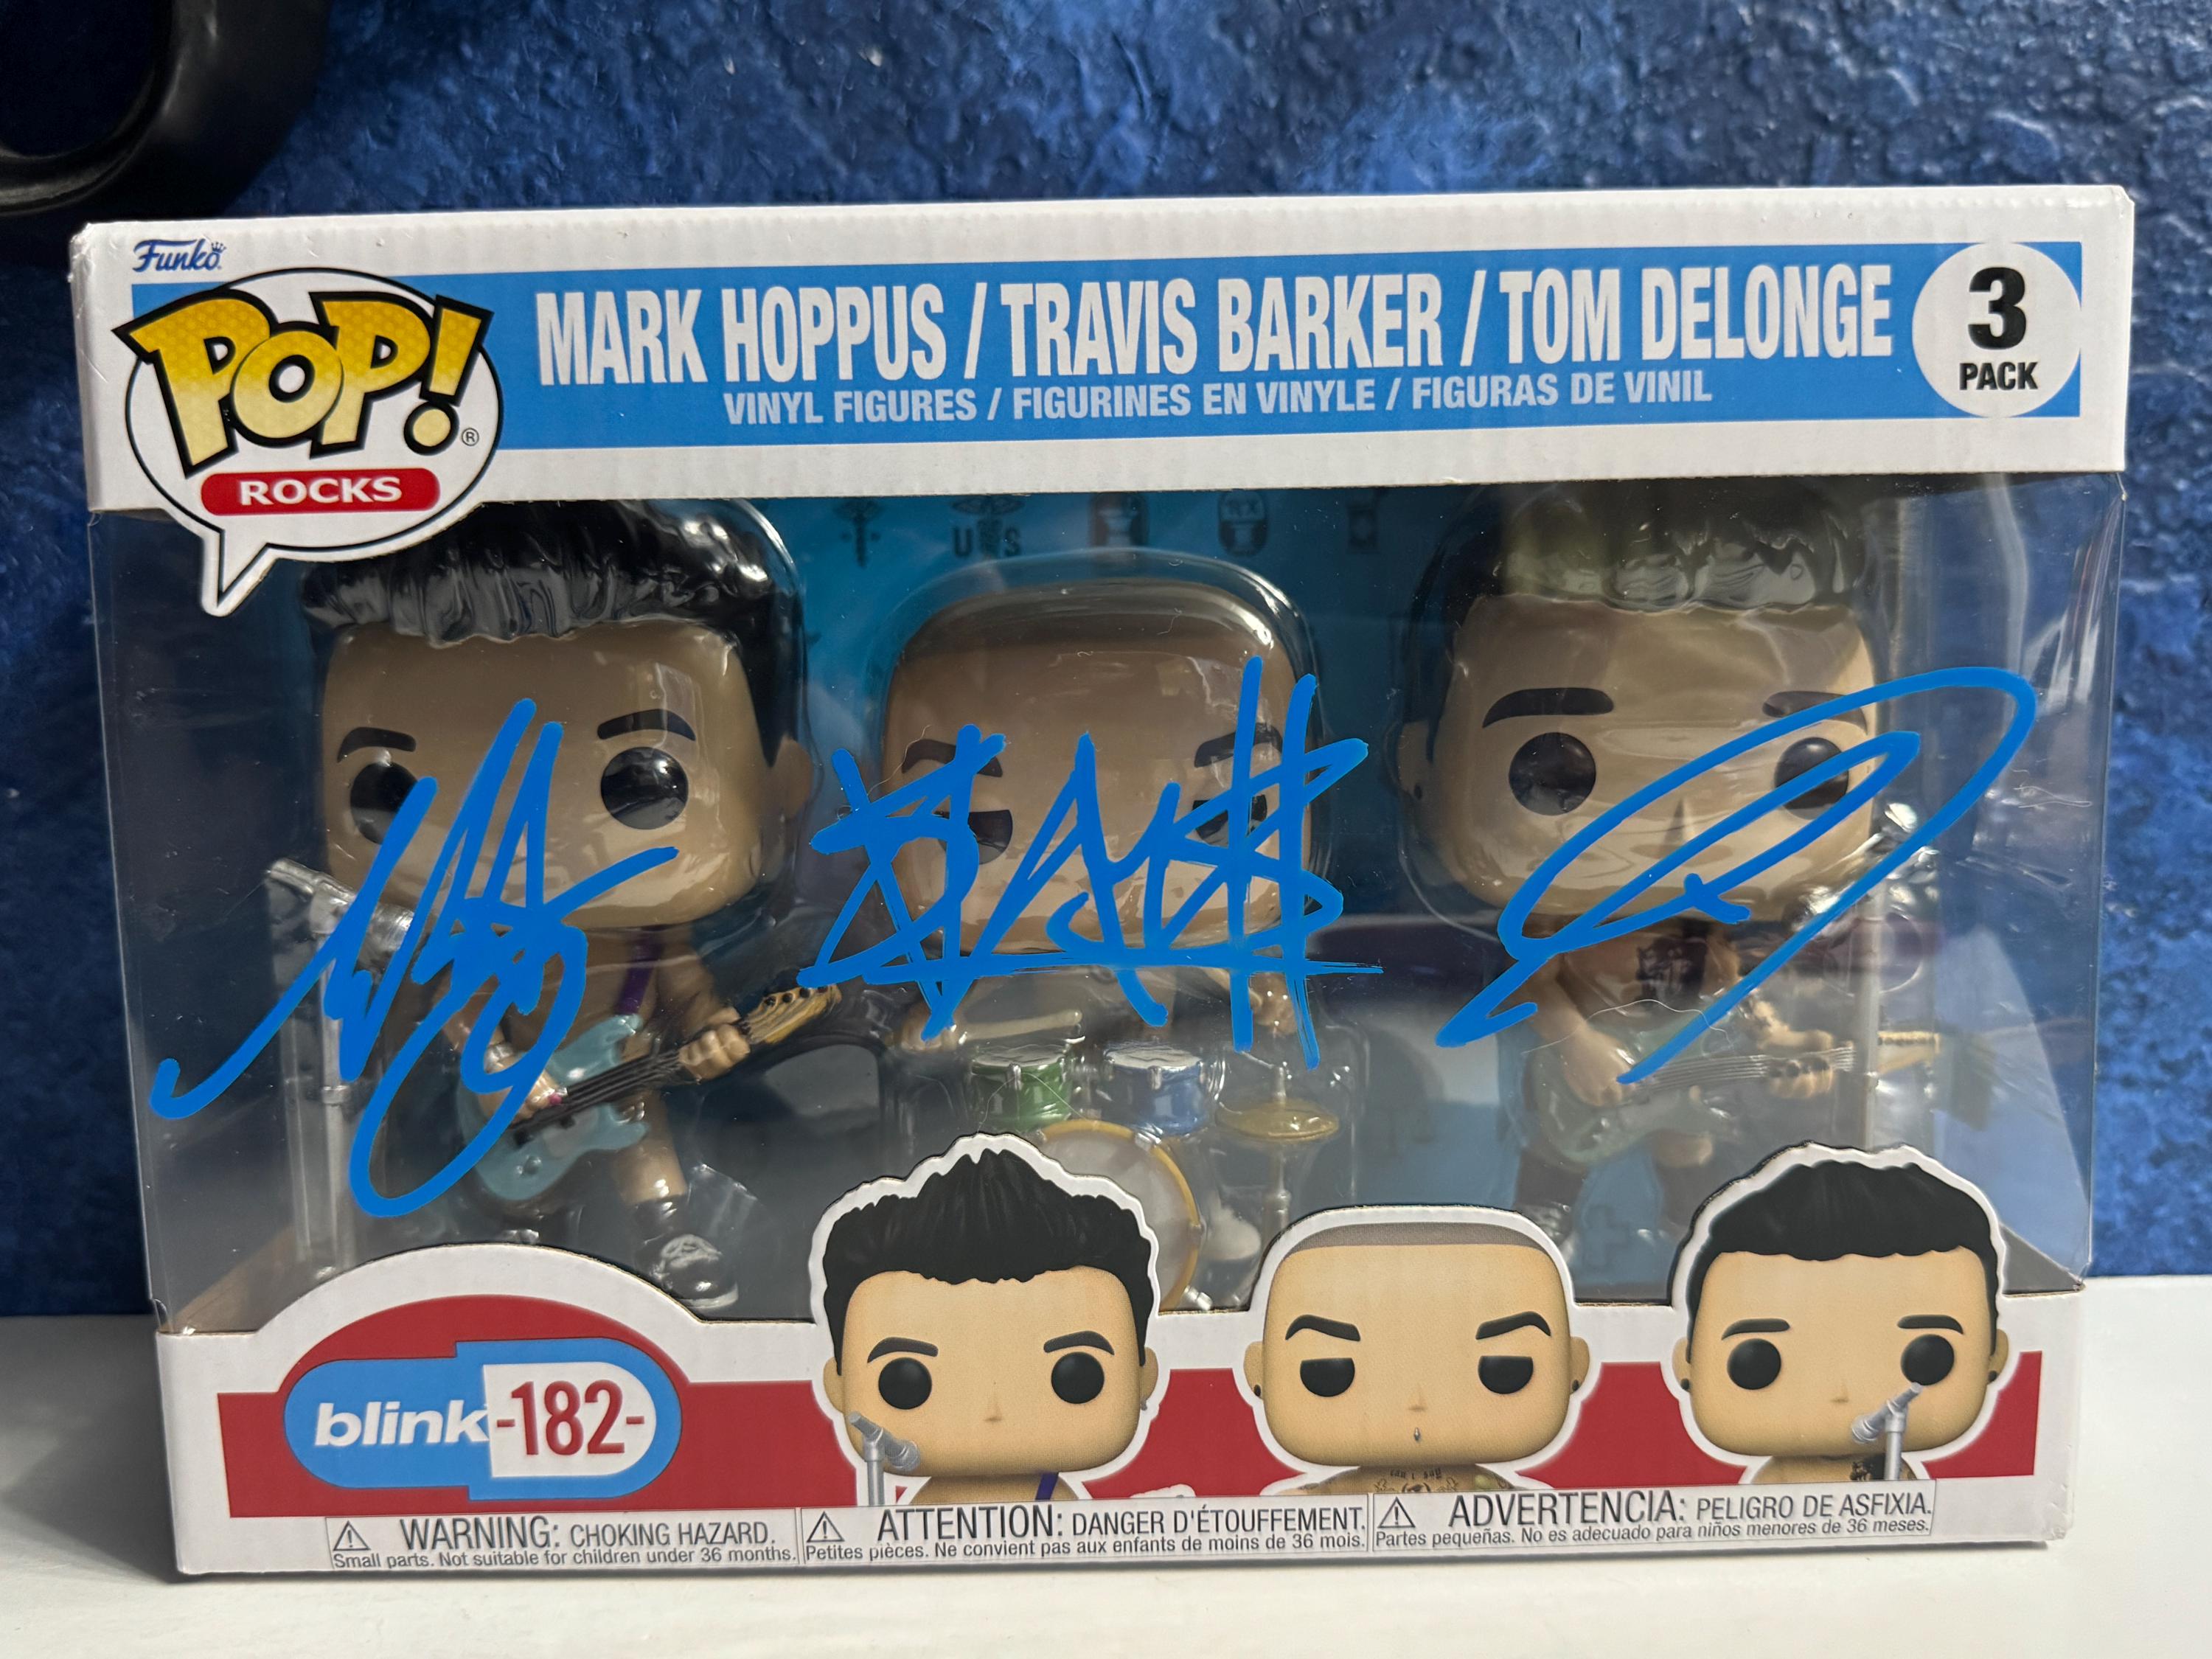 Funko
POP!®
ROCKS
MARK HOPPUS / TRAVIS BARKER / TOM DELONGE
VINYL FIGURES / FIGURINES EN VINYLE / FIGURAS DE VINIL
3
PACK
U S
blink-182-
WARNING: CHOKING HAZARD.
Small parts. Not suitable for children under 36 months.
ATTENTION: DANGER D'ÉTOUFFEMENT.
Petites pièces. Ne convient pas aux enfants de moins de 36 mois.
ADVERTENCIA: PELIGRO DE ASFIXIA.
Partes pequeñas. No es adecuado para niños menores de 36 meses.